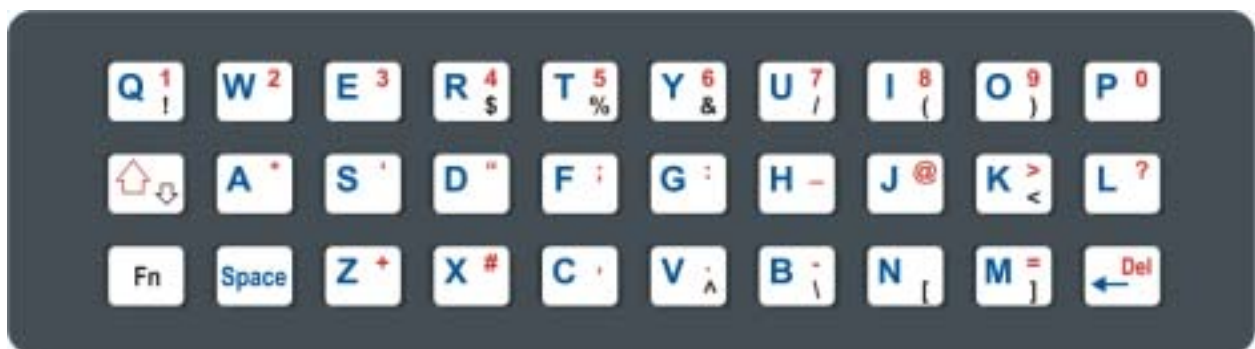 Q 1 ! W 2 E 3 R 4 $ T 5 % Y 6 & U 7 / I 8 ( O 9 ) P 0
A * S ' D " F ; G : H _ J @ K > < L ?
Fn Space Z + X # C , V . ^ B - \ N [ M = ] Del